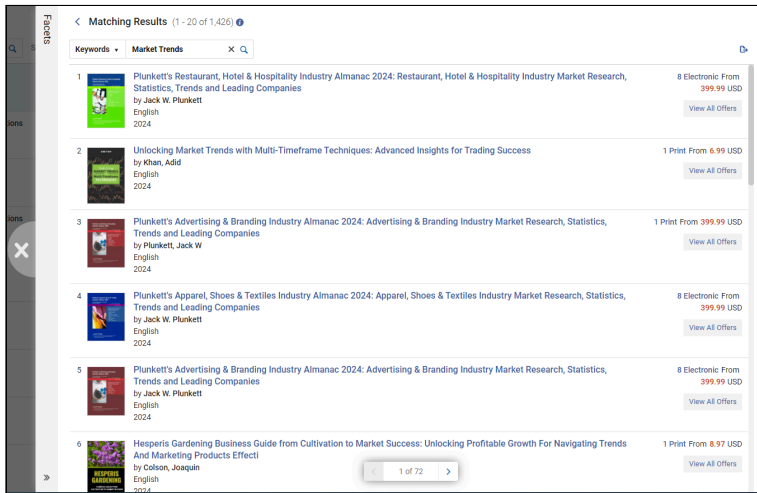 Facets
Matching Results (1 - 20 of 1,426)
Keywords
Market Trends
1
Plunkett's Restaurant, Hotel & Hospitality Industry Almanac 2024: Restaurant, Hotel & Hospitality Industry Market Research,
Statistics, Trends and Leading Companies
by Jack W. Plunkett
English
2024
8 Electronic From
399.99 USD
View All Offers
2
Unlocking Market Trends with Multi-Timeframe Techniques: Advanced Insights for Trading Success
by Khan, Adid
English
2024
1 Print From 6.99 USD
View All Offers
3
Plunkett's Advertising & Branding Industry Almanac 2024: Advertising & Branding Industry Market Research, Statistics,
Trends and Leading Companies
by Plunkett, Jack W
English
2024
1 Print From 399.99 USD
View All Offers
4
Plunkett's Apparel, Shoes & Textiles Industry Almanac 2024: Apparel, Shoes & Textiles Industry Market Research, Statistics,
Trends and Leading Companies
by Jack W. Plunkett
English
2024
8 Electronic From
399.99 USD
View All Offers
5
Plunkett's Advertising & Branding Industry Almanac 2024: Advertising & Branding Industry Market Research, Statistics,
Trends and Leading Companies
by Jack W. Plunkett
English
2024
8 Electronic From
399.99 USD
View All Offers
6
HESPERIS
GARDENING
Hesperis Gardening Business Guide from Cultivation to Market Success: Unlocking Profitable Growth For Navigating Trends
And Marketing Products Effecti
by Colson, Joaquin
English
2024
1 Print From 8.97 USD
View All Offers
1 of 72